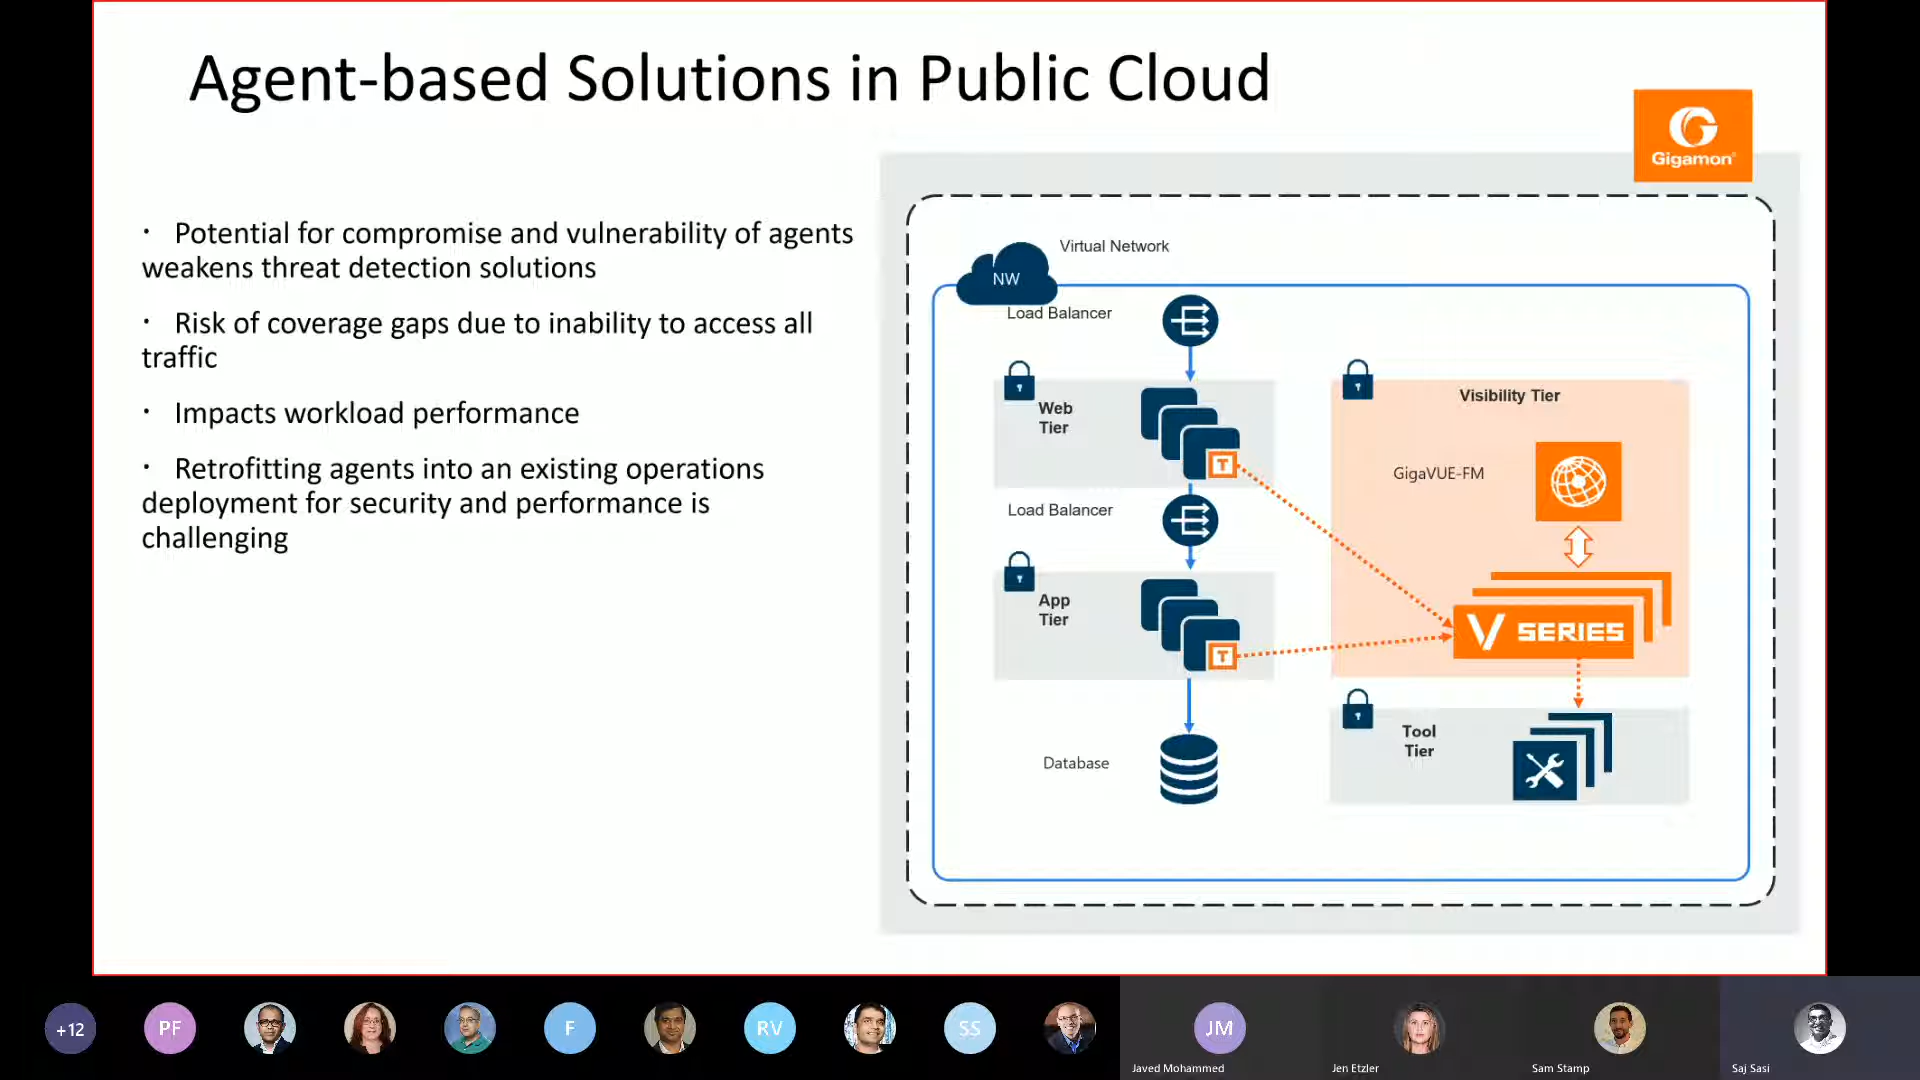 Agent-based Solutions in Public Cloud
Gigamon®
· Potential for compromise and vulnerability of agents
weakens threat detection solutions
· Risk of coverage gaps due to inability to access all
traffic
· Impacts workload performance
· Retrofitting agents into an existing operations
deployment for security and performance is
challenging
Virtual Network
NW
Load Balancer
Web
Tier
T
Load Balancer
App
Tier
T
Database
Visibility Tier
GigaVUE-FM
V SERIES
Tool
Tier
+12
PF
F
RV
SS
JM
Javed Mohammed
Jen Etzler
Sam Stamp
Saj Sasi